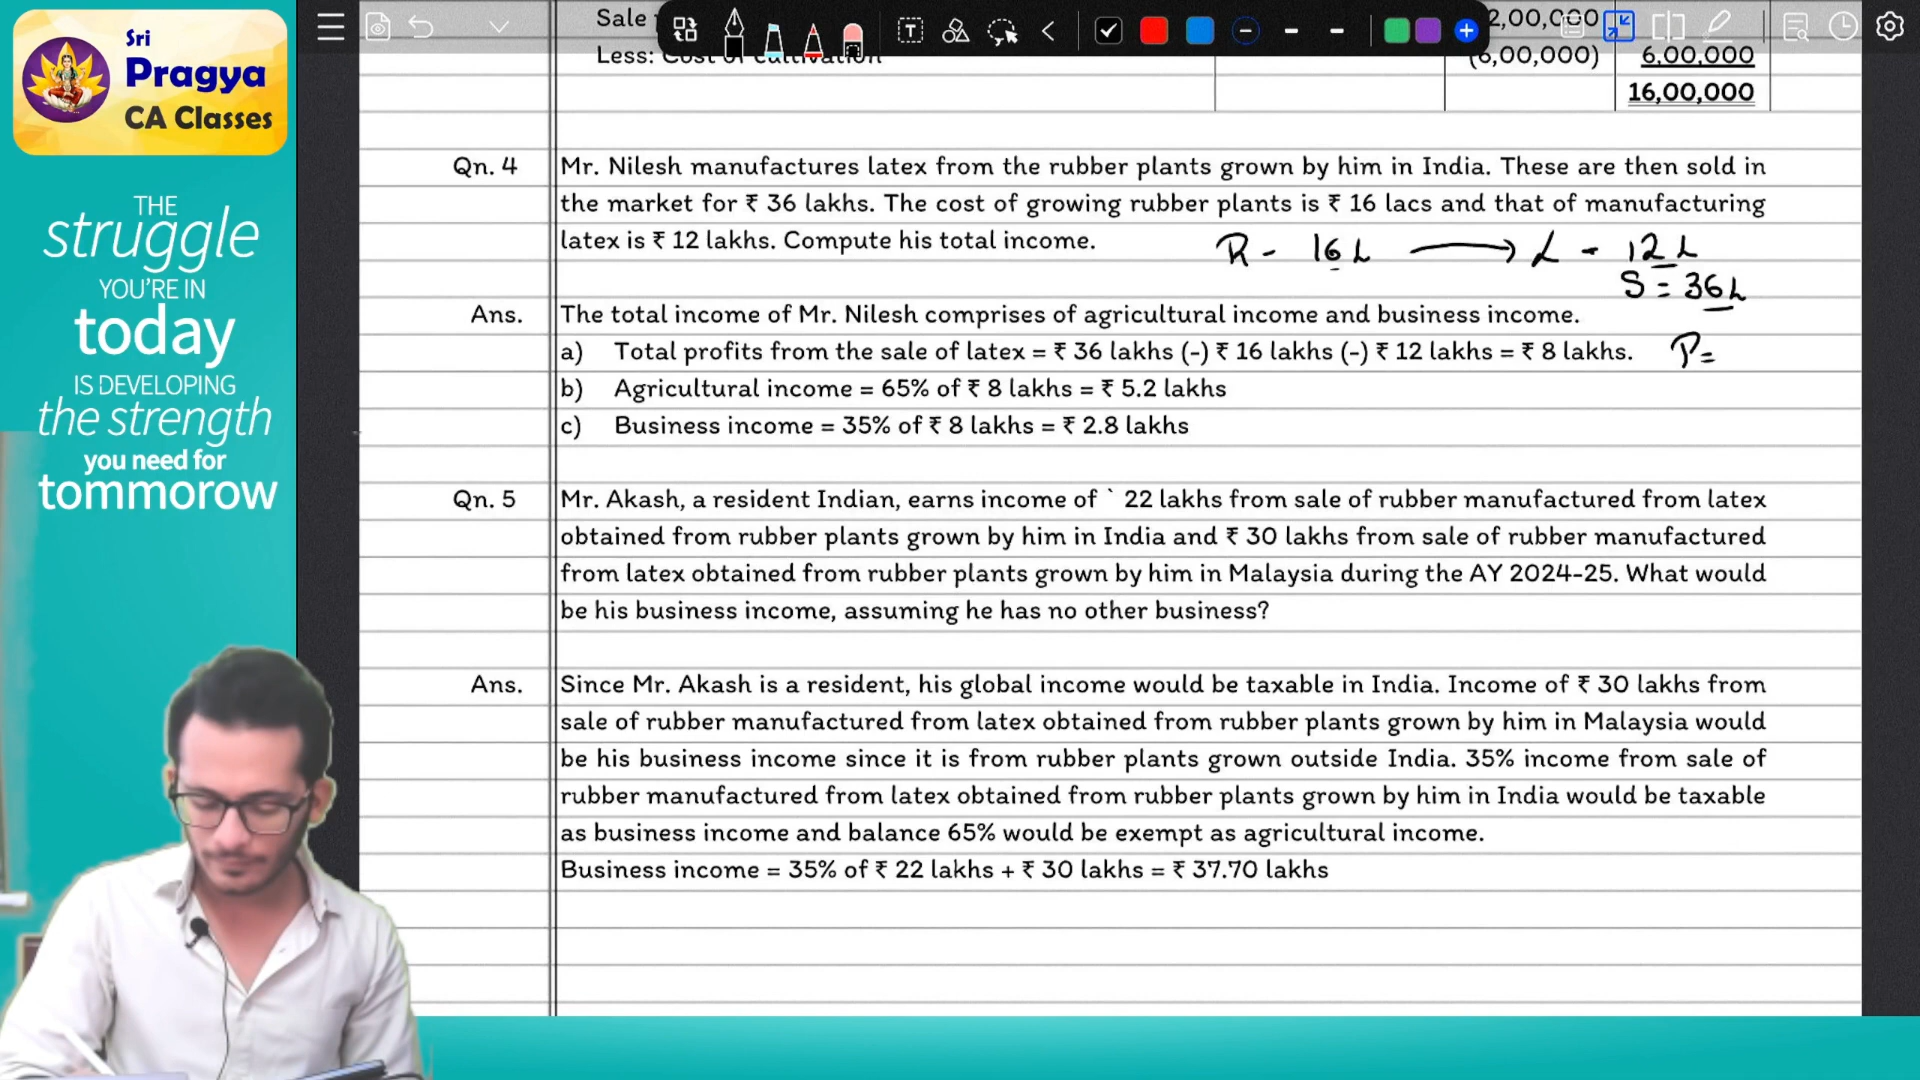 Sri
Pragya
CA Classes
THE
struggle
YOU'RE IN
today
IS DEVELOPING
the strength
you need for
tommorow
Sale
2,00,000
Less: Cost of cultivation (6,00,000) 6,00,000
16,00,000
Qn. 4 Mr. Nilesh manufactures latex from the rubber plants grown by him in India. These are then sold in
the market for ₹ 36 lakhs. The cost of growing rubber plants is ₹ 16 lacs and that of manufacturing
latex is ₹ 12 lakhs. Compute his total income.
R - 16L → L - 12L
S = 36L
Ans. The total income of Mr. Nilesh comprises of agricultural income and business income.
a) Total profits from the sale of latex = ₹ 36 lakhs (-) ₹ 16 lakhs (-) ₹ 12 lakhs = ₹ 8 lakhs. P=
b) Agricultural income = 65% of ₹ 8 lakhs = ₹ 5.2 lakhs
c) Business income = 35% of ₹ 8 lakhs = ₹ 2.8 lakhs
Qn. 5 Mr. Akash, a resident Indian, earns income of ` 22 lakhs from sale of rubber manufactured from latex
obtained from rubber plants grown by him in India and ₹ 30 lakhs from sale of rubber manufactured
from latex obtained from rubber plants grown by him in Malaysia during the AY 2024-25. What would
be his business income, assuming he has no other business?
Ans. Since Mr. Akash is a resident, his global income would be taxable in India. Income of ₹ 30 lakhs from
sale of rubber manufactured from latex obtained from rubber plants grown by him in Malaysia would
be his business income since it is from rubber plants grown outside India. 35% income from sale of
rubber manufactured from latex obtained from rubber plants grown by him in India would be taxable
as business income and balance 65% would be exempt as agricultural income.
Business income = 35% of ₹ 22 lakhs + ₹ 30 lakhs = ₹ 37.70 lakhs